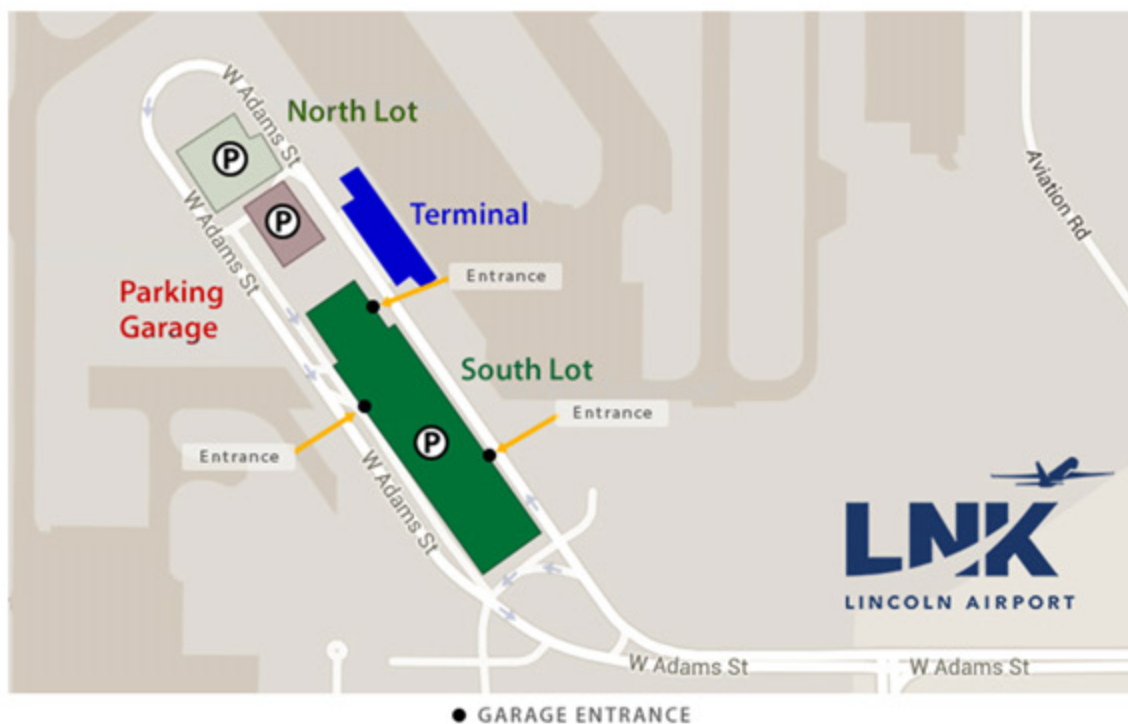 W Adams St
North Lot
P
W Adams St
P
Terminal
Aviation Rd
Entrance
Parking
Garage
South Lot
Entrance
P
Entrance
W Adams St
LNK
LINCOLN AIRPORT
W Adams St
W Adams St
GARAGE ENTRANCE